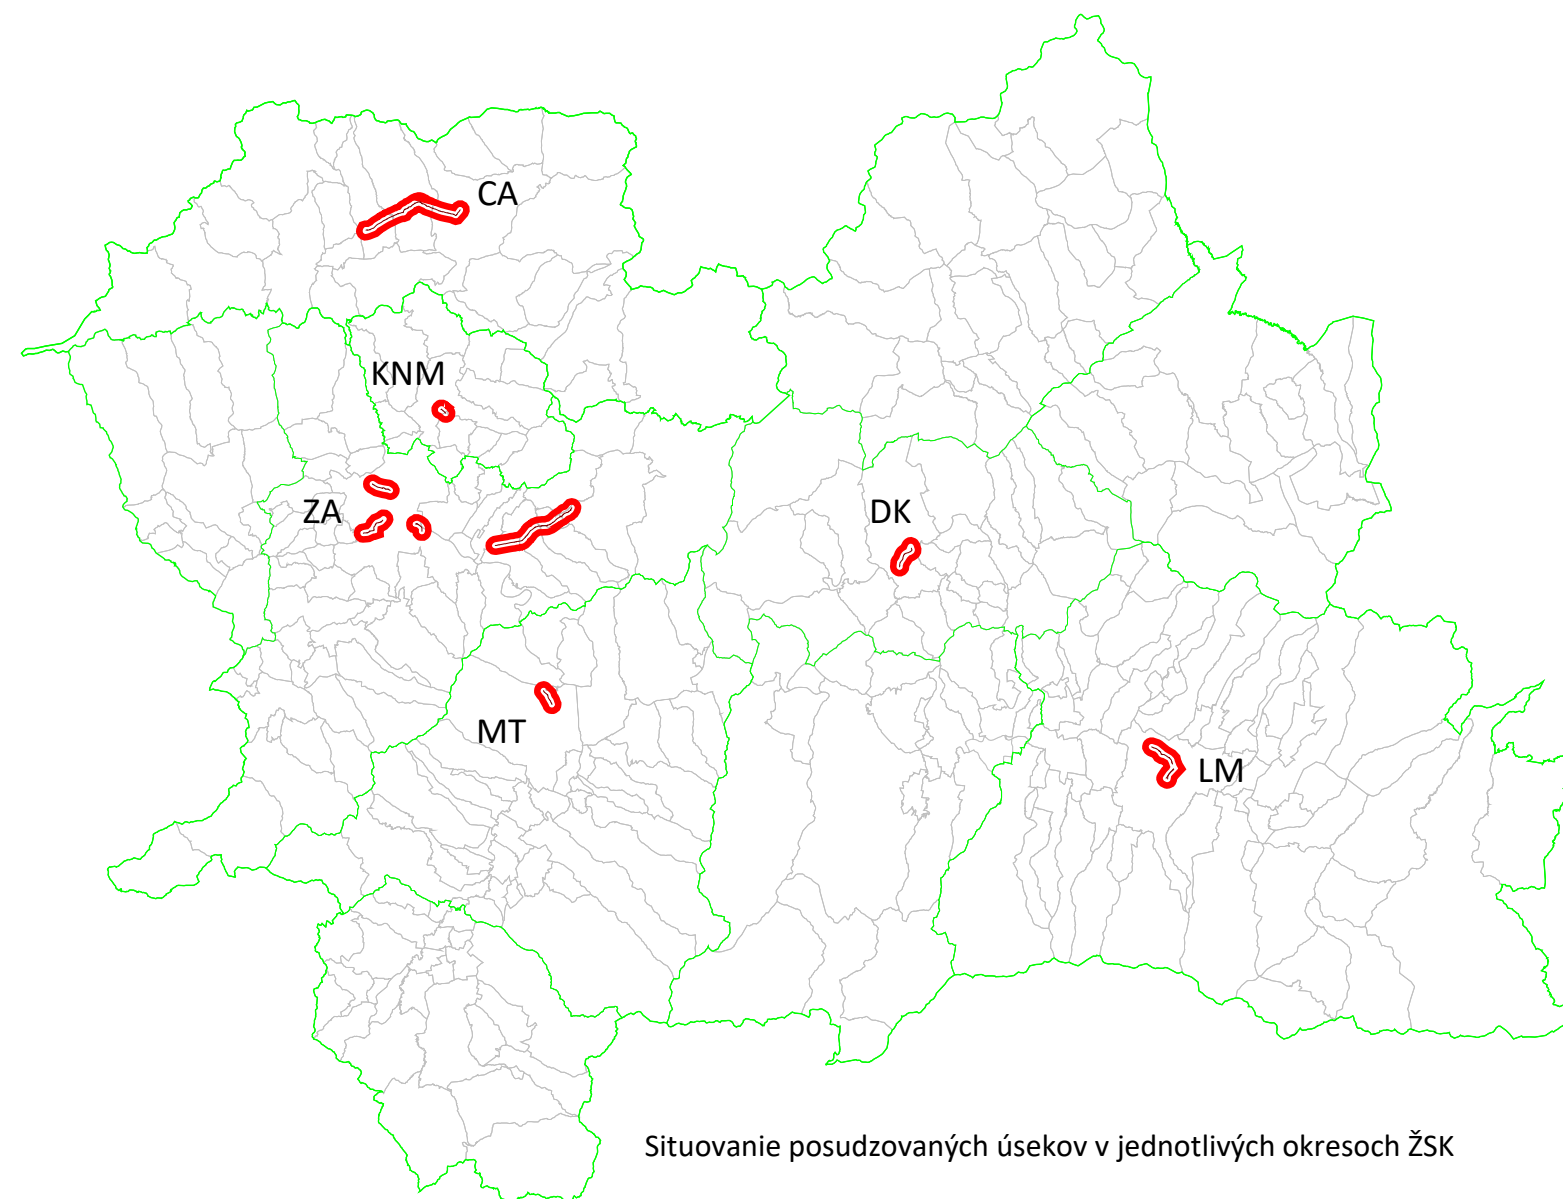 CA
KNM
ZA
DK
MT
LM
Situovanie posudzovaných úsekov v jednotlivých okresoch ŽSK